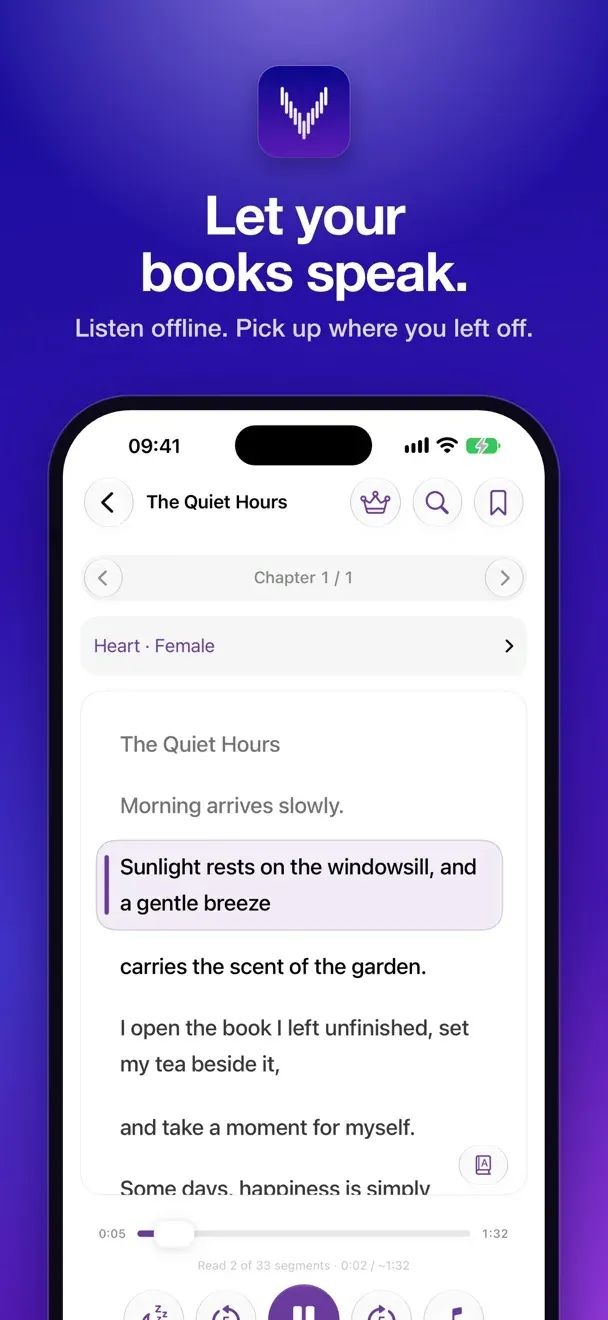 Let your
books speak.
Listen offline. Pick up where you left off.
09:41
The Quiet Hours
Chapter 1 / 1
Heart · Female
The Quiet Hours
Morning arrives slowly.
Sunlight rests on the windowsill, and
a gentle breeze
carries the scent of the garden.
I open the book I left unfinished, set
my tea beside it,
and take a moment for myself.
A
Some days, happiness is simply
0:05
1:32
Read 2 of 33 segments · 0:02 / ~1:32
z z z